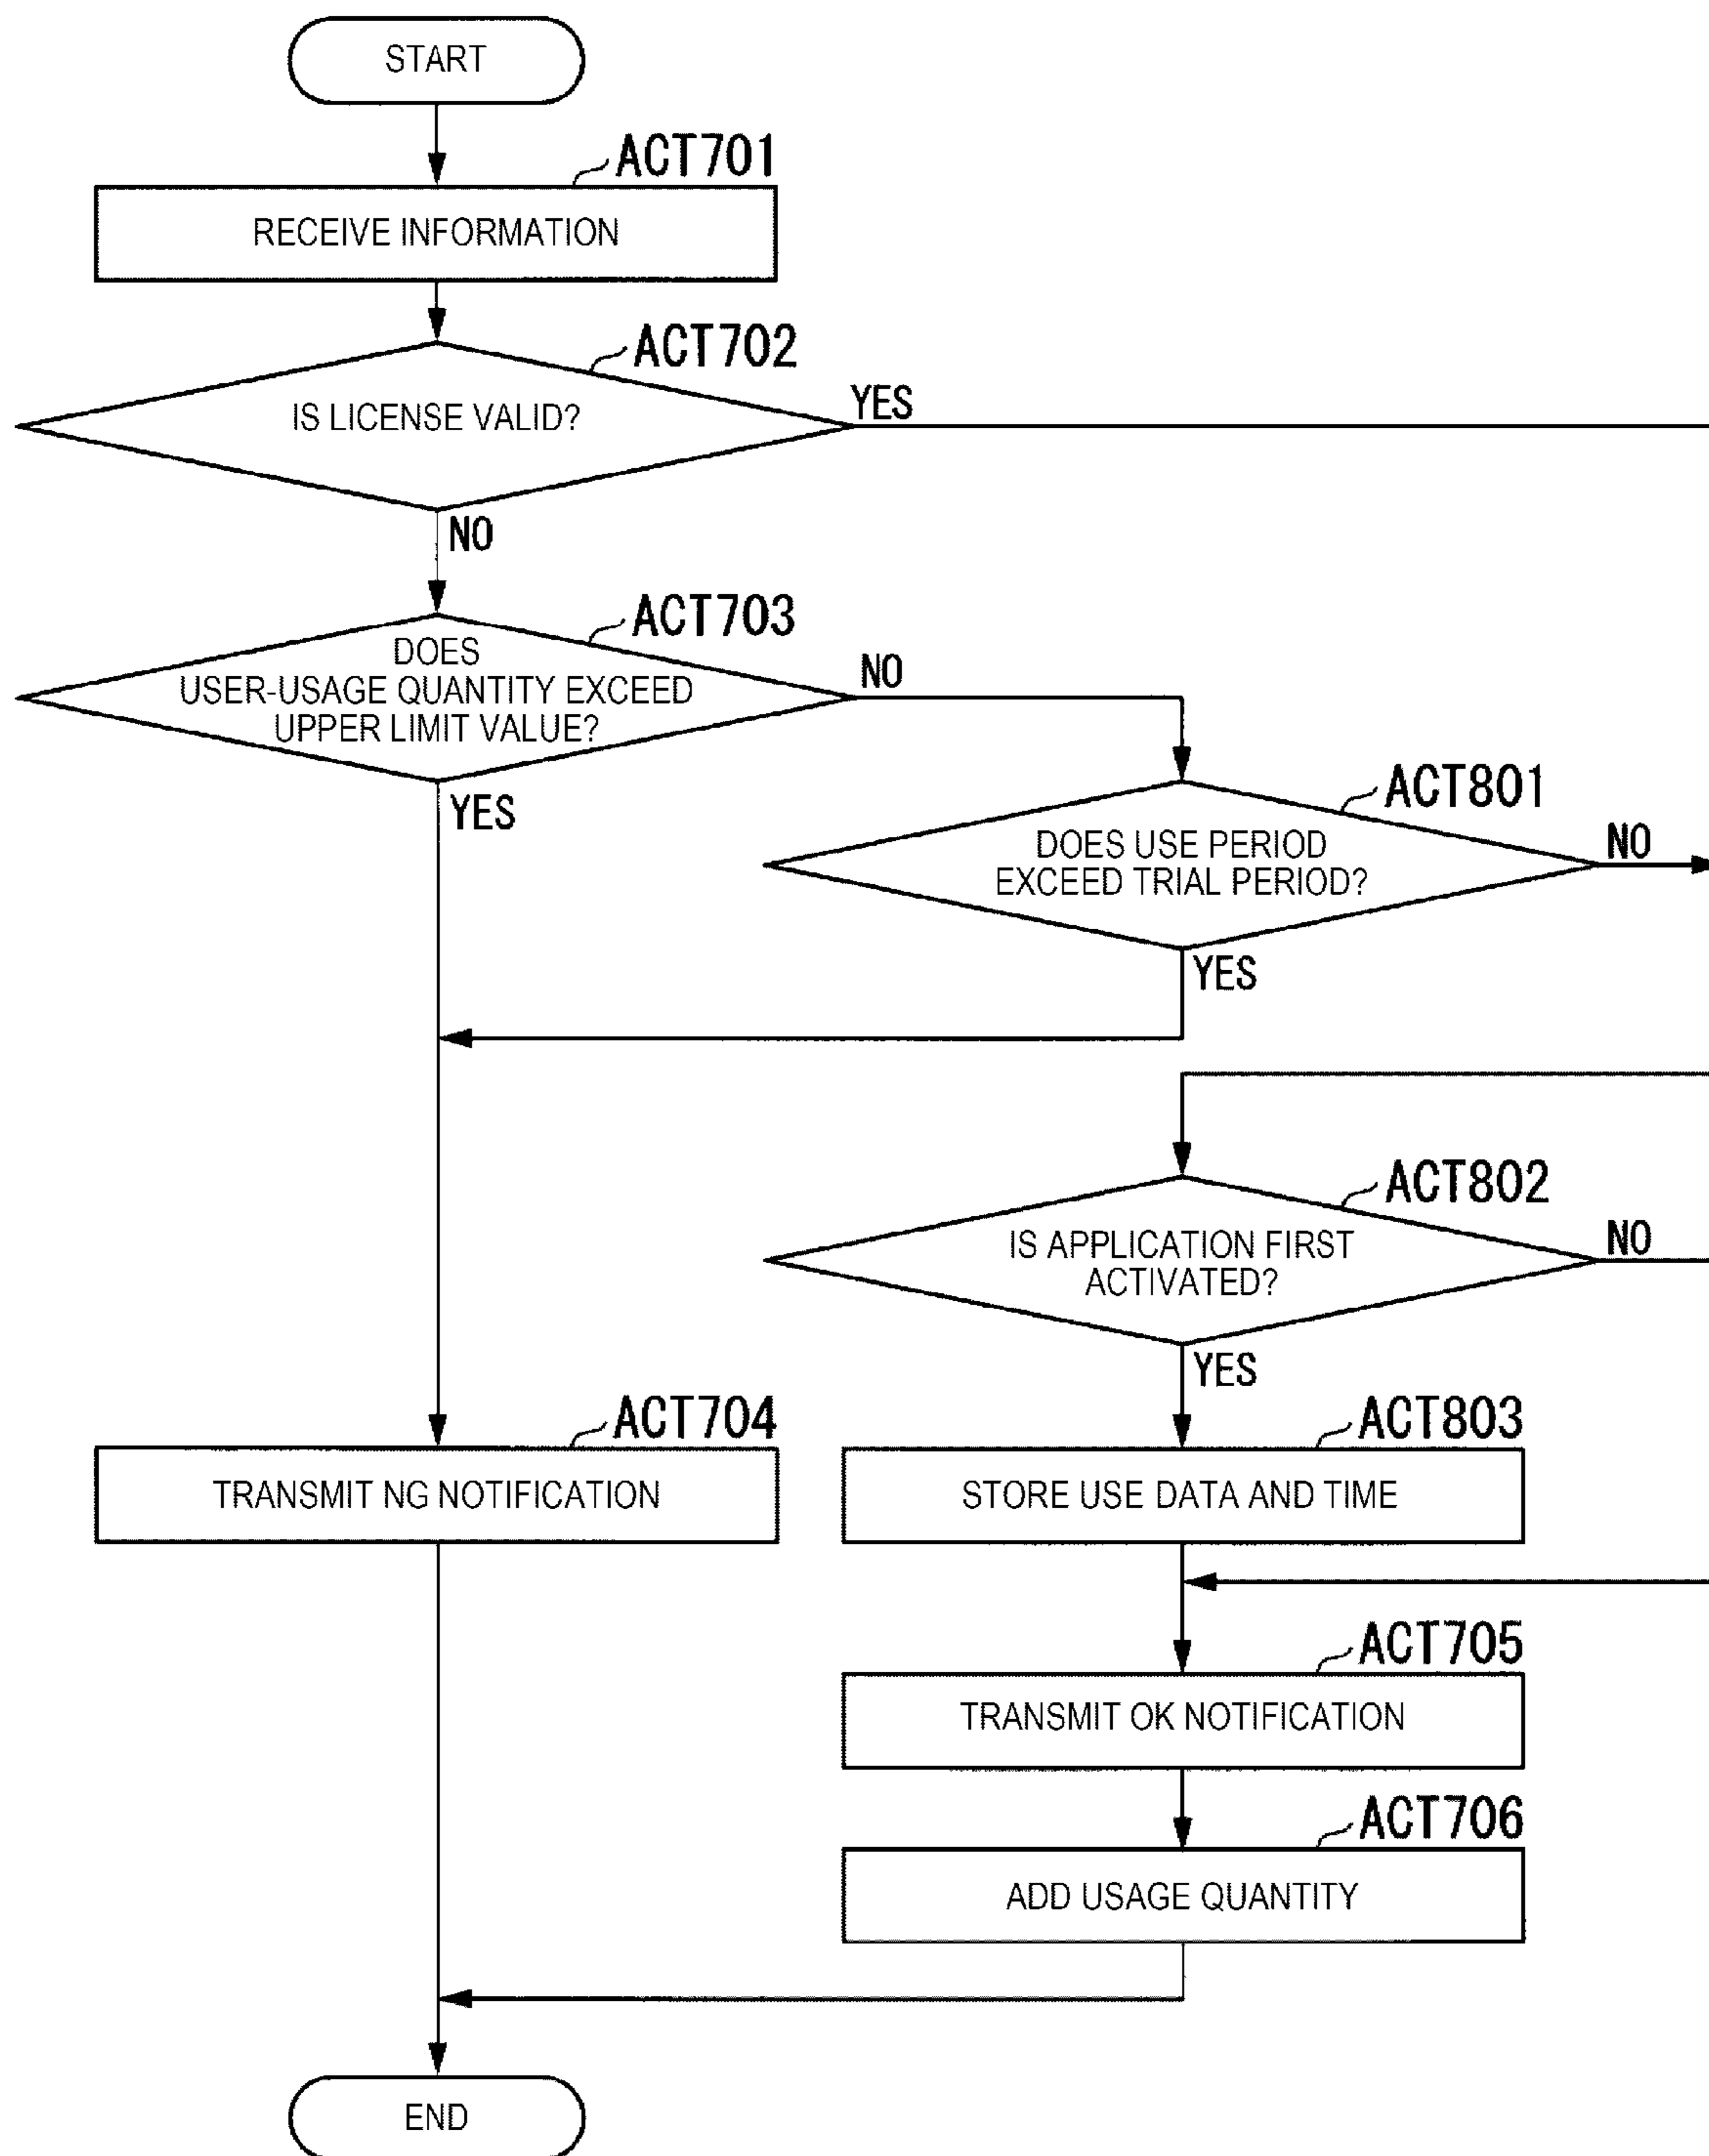 START
ACT701
RECEIVE INFORMATION
ACT702
IS LICENSE VALID?
YES
NO
ACT703
DOES
USER-USAGE QUANTITY EXCEED
UPPER LIMIT VALUE?
NO
YES
ACT801
DOES USE PERIOD
EXCEED TRIAL PERIOD?
NO
YES
ACT802
IS APPLICATION FIRST
ACTIVATED?
NO
YES
ACT704
TRANSMIT NG NOTIFICATION
ACT803
STORE USE DATA AND TIME
ACT705
TRANSMIT OK NOTIFICATION
ACT706
ADD USAGE QUANTITY
END